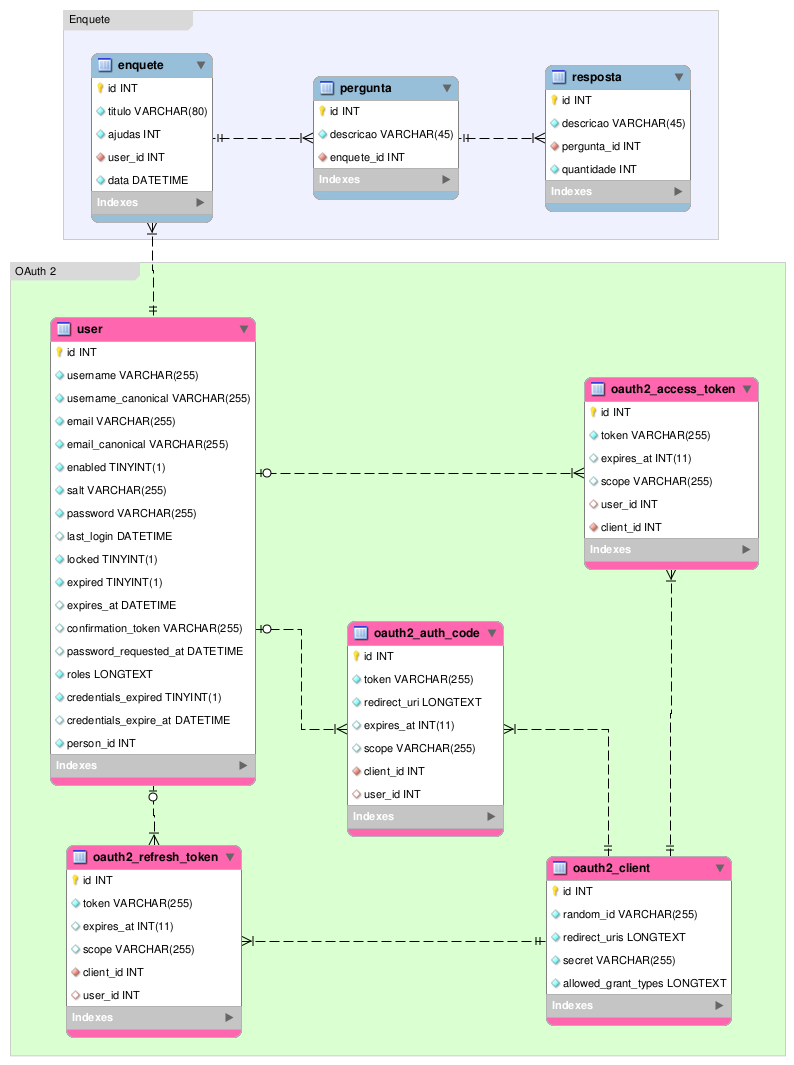 Enquete
enquete
id INT
titulo VARCHAR(80)
ajudas INT
user_id INT
data DATETIME
Indexes
pergunta
id INT
descricao VARCHAR(45)
enquete_id INT
Indexes
resposta
id INT
descricao VARCHAR(45)
pergunta_id INT
quantidade INT
Indexes
OAuth 2
user
id INT
username VARCHAR(255)
username_canonical VARCHAR(255)
email VARCHAR(255)
email_canonical VARCHAR(255)
enabled TINYINT(1)
salt VARCHAR(255)
password VARCHAR(255)
last_login DATETIME
locked TINYINT(1)
expired TINYINT(1)
expires_at DATETIME
confirmation_token VARCHAR(255)
password_requested_at DATETIME
roles LONGTEXT
credentials_expired TINYINT(1)
credentials_expire_at DATETIME
person_id INT
Indexes
oauth2_access_token
id INT
token VARCHAR(255)
expires_at INT(11)
scope VARCHAR(255)
user_id INT
client_id INT
Indexes
oauth2_auth_code
id INT
token VARCHAR(255)
redirect_uri LONGTEXT
expires_at INT(11)
scope VARCHAR(255)
client_id INT
user_id INT
Indexes
oauth2_refresh_token
id INT
token VARCHAR(255)
expires_at INT(11)
scope VARCHAR(255)
client_id INT
user_id INT
Indexes
oauth2_client
id INT
random_id VARCHAR(255)
redirect_uris LONGTEXT
secret VARCHAR(255)
allowed_grant_types LONGTEXT
Indexes